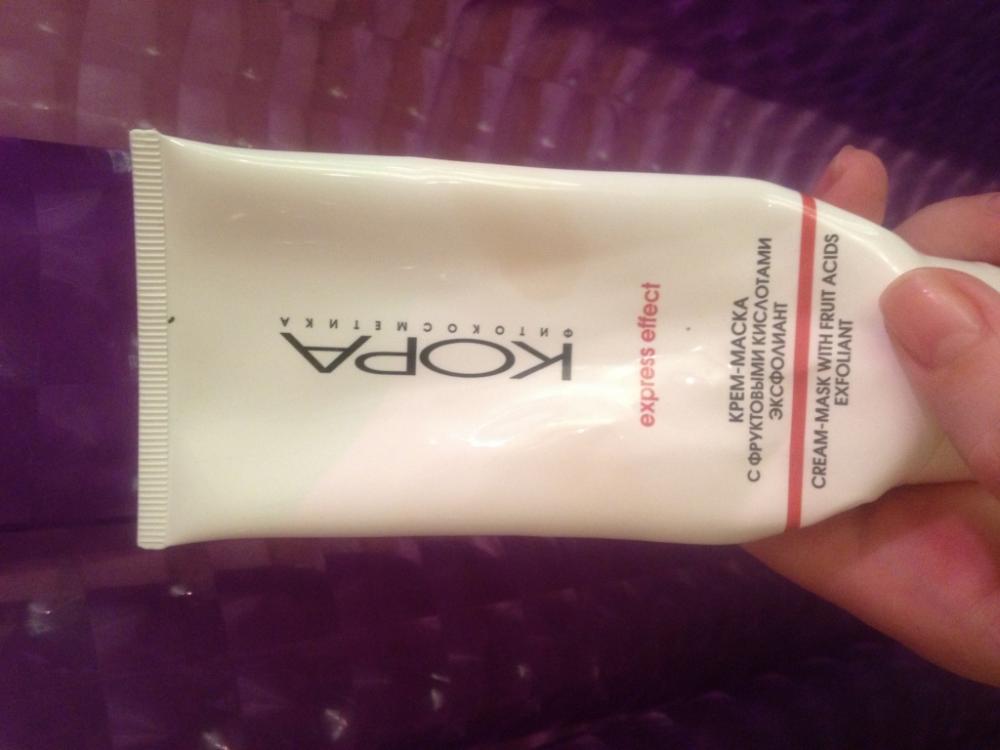 КОРА
ФИТОКОСМЕТИКА
express effect
КРЕМ-МАСКА
С ФРУКТОВЫМИ КИСЛОТАМИ
ЭКСФОЛИАНТ
CREAM-MASK WITH FRUIT ACIDS
EXFOLIANT